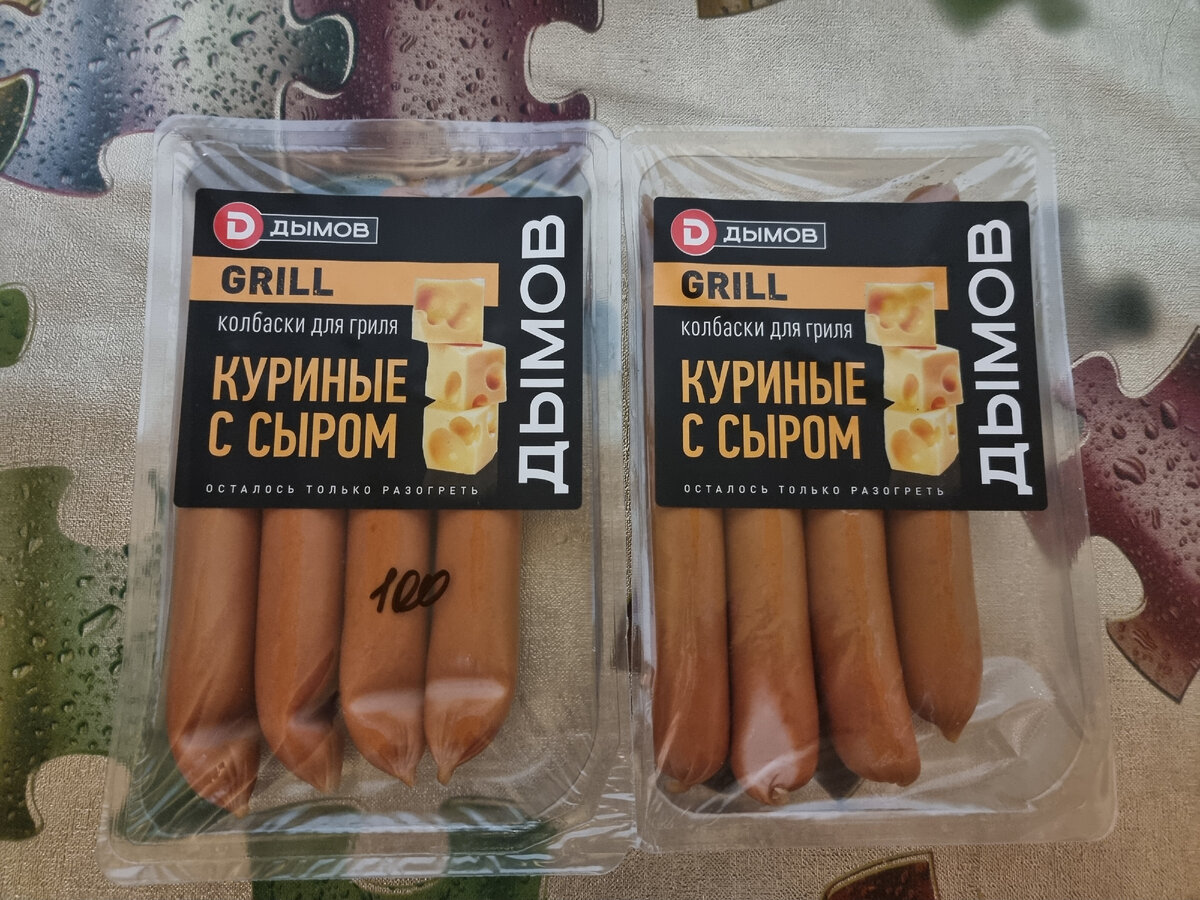 D ДЫМОВ
GRILL
колбаски для гриля
КУРИНЫЕ
С СЫРОМ
ОСТАЛОСЬ ТОЛЬКО РАЗОГРЕТЬ
ДЫМОВ
100
D ДЫМОВ
GRILL
колбаски для гриля
КУРИНЫЕ
С СЫРОМ
ОСТАЛОСЬ ТОЛЬКО РАЗОГРЕТЬ
ДЫМОВ